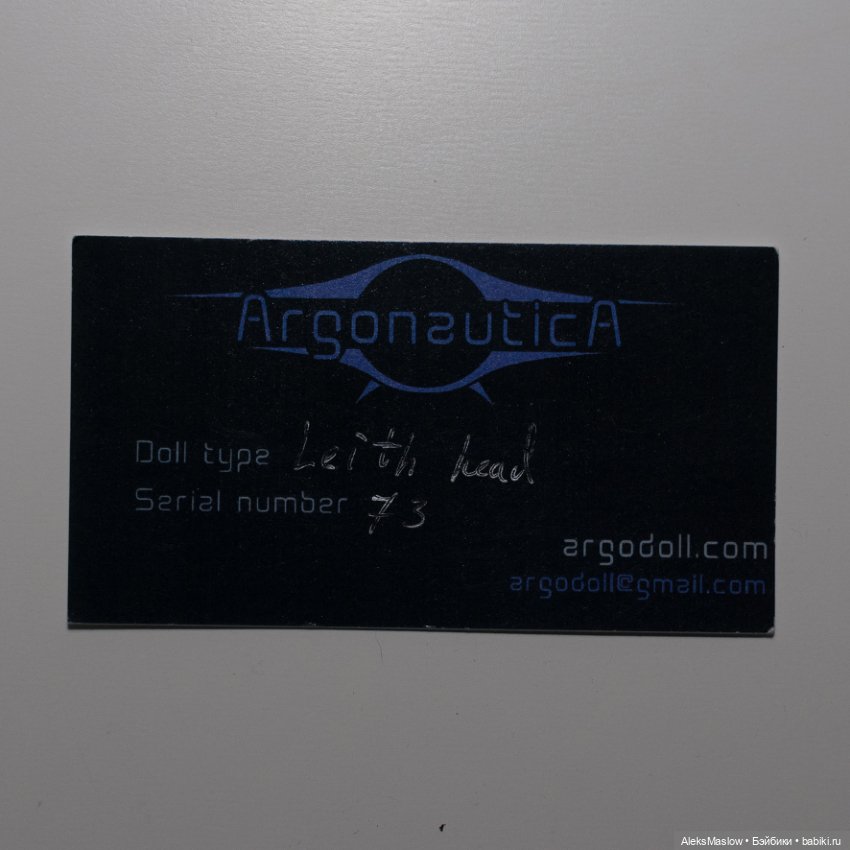 ArgonauticA
Doll type Leith head
Serial number 73
argodoll.com
argodoll@gmail.com
AleksMaslow • Бэйбики • babiki.ru